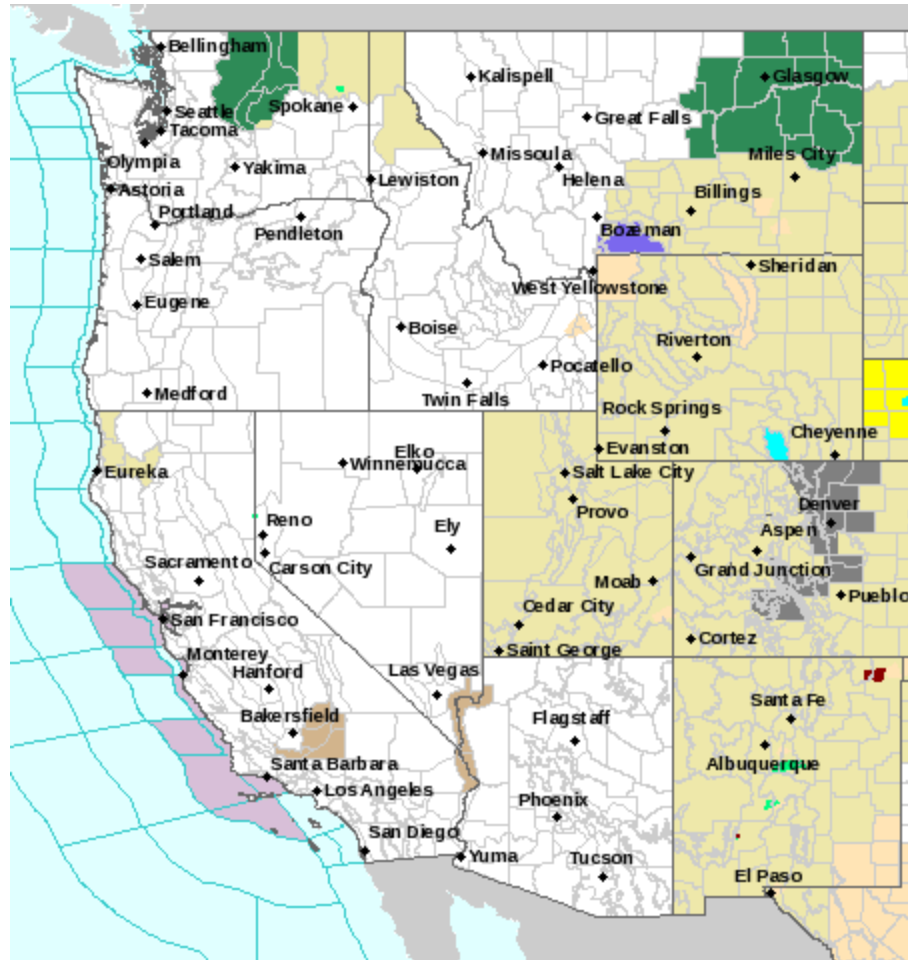 Bellingham
Kalispell
Glasgow
Spokane
Seattle
Great Falls
Tacoma
Olympia
Missoula
Miles City
Yakima
Helena
Lewiston
Astoria
Billings
Portland
Pendleton
Bozeman
Salem
Sheridan
West Yellowstone
Eugene
Boise
Riverton
Pocatello
Medford
Twin Falls
Rock Springs
Cheyenne
Elko
Evanston
Winnemucca
Eureka
Salt Lake City
Denver
Provo
Reno
Ely
Aspen
Sacramento
Carson City
Grand Junction
Moab
Pueblo
Cedar City
San Francisco
Cortez
Saint George
Monterey
Hanford
Las Vegas
Santa Fe
Bakersfield
Flagstaff
Albuquerque
Santa Barbara
Los Angeles
Phoenix
San Diego
Yuma
Tucson
El Paso